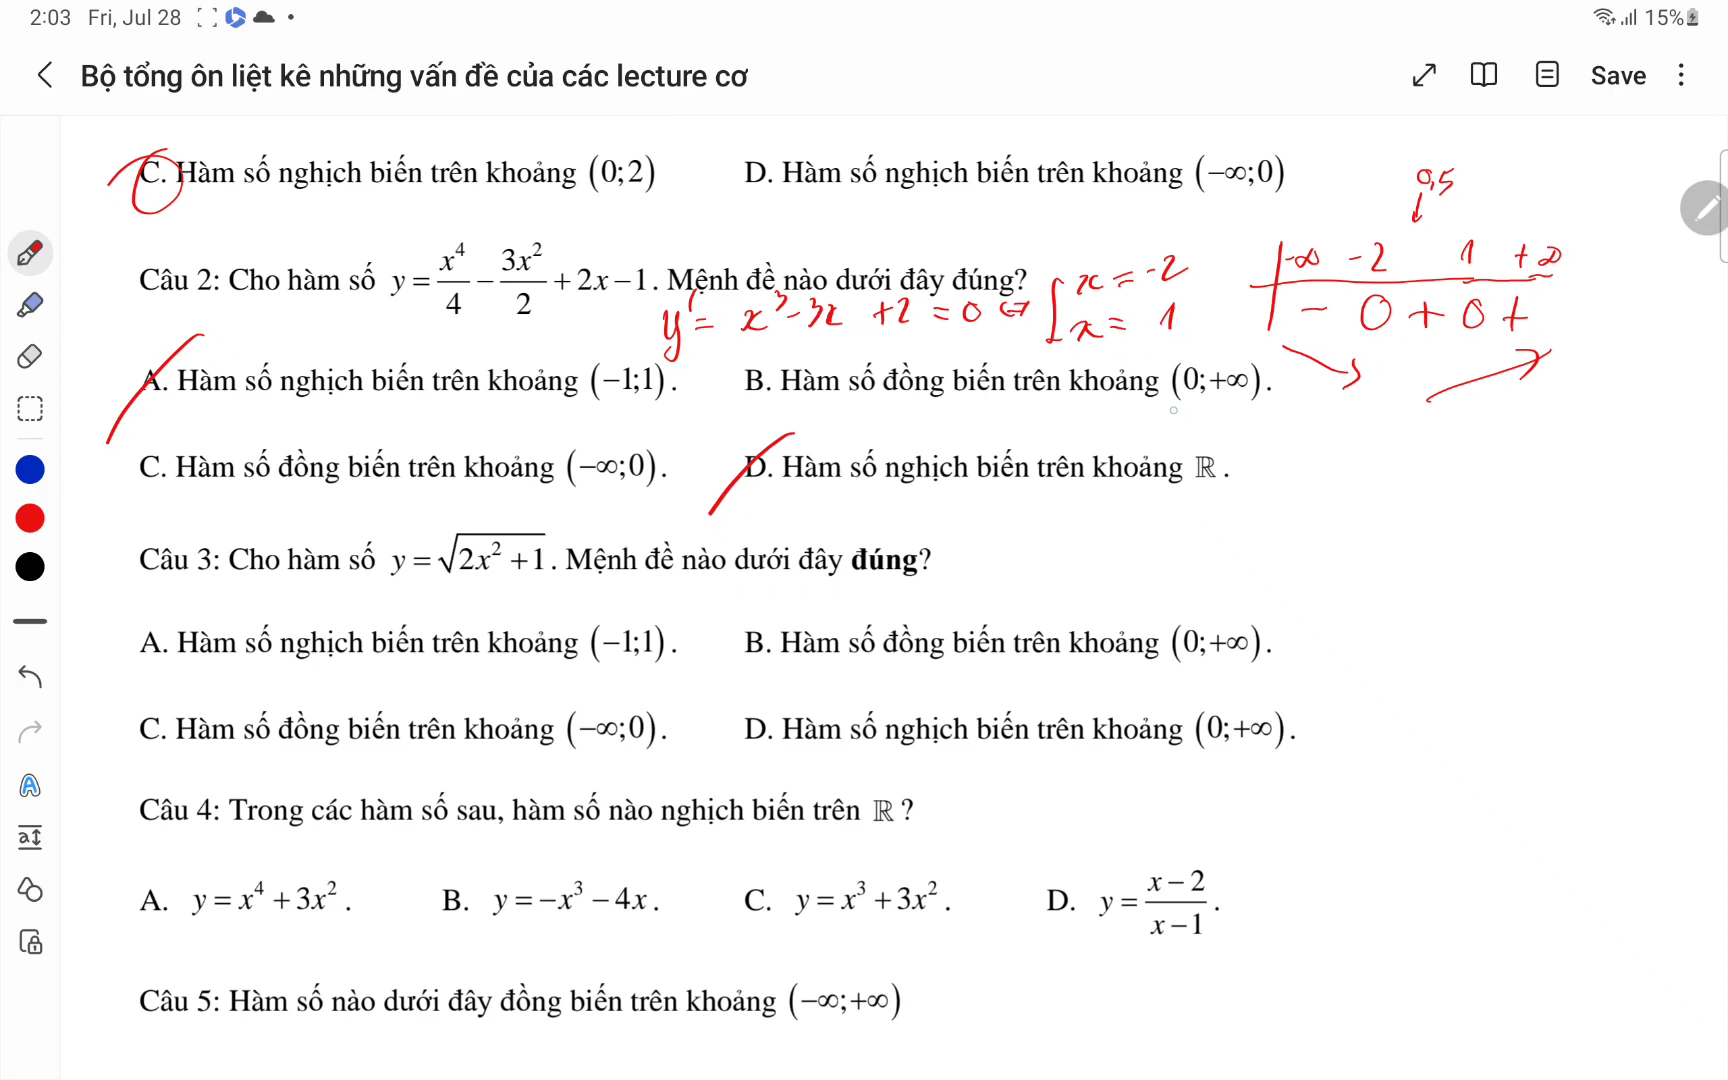 2:03 Fri, Jul 28 15%
Bộ tổng ôn liệt kê những vấn đề của các lecture cơ Save
C. Hàm số nghịch biến trên khoảng (0;2) D. Hàm số nghịch biến trên khoảng (−∞;0)
0,5
Câu 2: Cho hàm số y = x⁴/4 − 3x²/2 + 2x − 1. Mệnh đề nào dưới đây đúng?
y' = x³ - 3x + 2 = 0 ⇔ [ x = -2
x = 1
-∞ -2 1 +∞
- 0 + 0 +
A. Hàm số nghịch biến trên khoảng (−1;1). B. Hàm số đồng biến trên khoảng (0;+∞).
C. Hàm số đồng biến trên khoảng (−∞;0). D. Hàm số nghịch biến trên khoảng ℝ.
Câu 3: Cho hàm số y = √(2x² + 1). Mệnh đề nào dưới đây đúng?
A. Hàm số nghịch biến trên khoảng (−1;1). B. Hàm số đồng biến trên khoảng (0;+∞).
C. Hàm số đồng biến trên khoảng (−∞;0). D. Hàm số nghịch biến trên khoảng (0;+∞).
Câu 4: Trong các hàm số sau, hàm số nào nghịch biến trên ℝ?
A. y = x⁴ + 3x². B. y = −x³ − 4x. C. y = x³ + 3x². D. y = (x−2)/(x−1).
Câu 5: Hàm số nào dưới đây đồng biến trên khoảng (−∞;+∞)